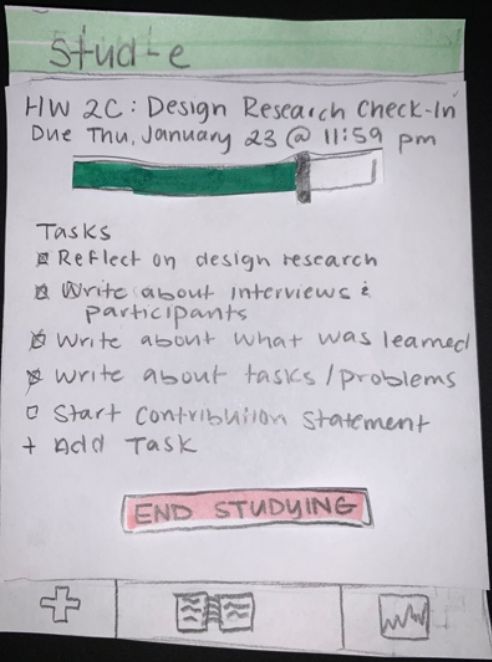 Stud-e
HW 2C: Design Research Check-In
Due Thu, January 23 @ 11:59 pm
Tasks
Reflect on design research
Write about interviews &
participants
Write about what was learned
Write about tasks/problems
Start Contribution Statement
+ Add Task
END STUDYING